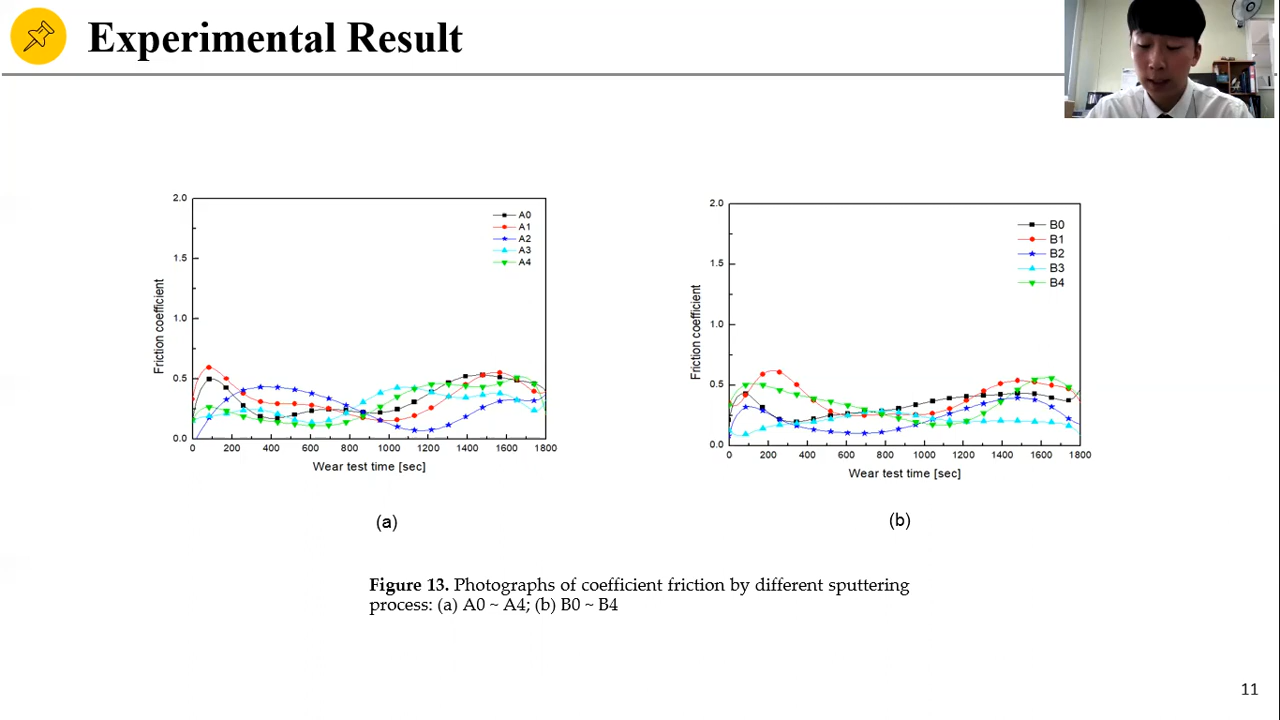 Experimental Result
2.0
1.5
1.0
0.5
0.0
Friction coefficient
A0
A1
A2
A3
A4
0 200 400 600 800 1000 1200 1400 1600 1800
Wear test time [sec]
(a)
2.0
1.5
1.0
0.5
0.0
Friction coefficient
B0
B1
B2
B3
B4
0 200 400 600 800 1000 1200 1400 1600 1800
Wear test time [sec]
(b)
Figure 13. Photographs of coefficient friction by different sputtering
process: (a) A0 ~ A4; (b) B0 ~ B4
11